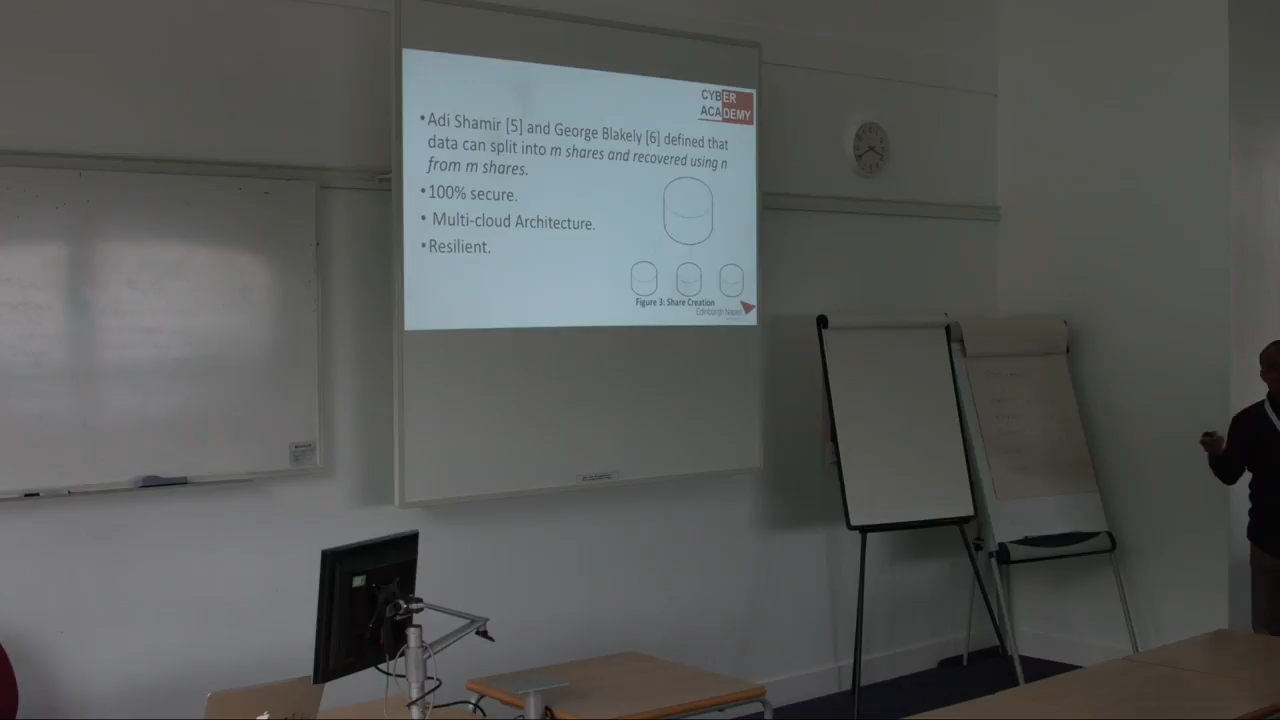 CYBER
ACADEMY
•Adi Shamir [5] and George Blakely [6] defined that
data can split into m shares and recovered using n
from m shares.
•100% secure.
• Multi-cloud Architecture.
•Resilient.
Figure 3: Share Creation
Edinburgh Napier